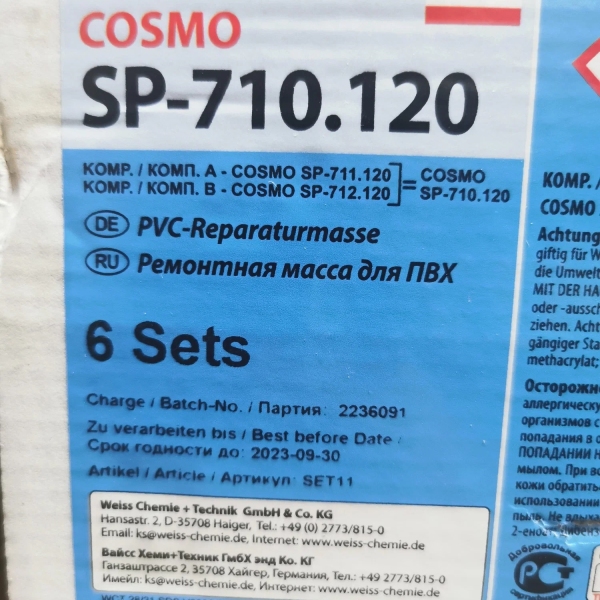 COSMO
SP-710.120
KOMP. / КОМП. A - COSMO SP-711.120
KOMP. / КОМП. B - COSMO SP-712.120
= COSMO
SP-710.120
DE PVC-Reparaturmasse
RU Ремонтная масса для ПВХ
6 Sets
Charge / Batch-No. / Партия: 2236091
Zu verarbeiten bis / Best before Date /
Срок годности до: 2023-09-30
Artikel / Article / Артикул: SET11
Weiss Chemie + Technik GmbH & Co. KG
Hansastr. 2, D-35708 Haiger, Tel.: +49 (0) 2773/815-0
Email: ks@weiss-chemie.de, Internet: www.weiss-chemie.de
Вайсс Хеми+Техник ГмбХ энд Ко. КГ
Ганзаштрассе 2, 35708 Хайгер, Германия, Тел.: +49 2773/815-0
Имейл: ks@weiss-chemie.de, Интернет: www.weiss-chemie.de
KOMP. /
COSMO
Achtung
giftig für W
die Umwelt
MIT DER HA
oder -aussch
ziehen. Acht
gängiger Sta
methacrylat;
Осторожно
аллергическу
организмов с
попадания в о
ПОПАДАНИИ Н
мылом. При во
кожи обратить
использовании
пыль. Не вдыха
Добровольная
сертификация